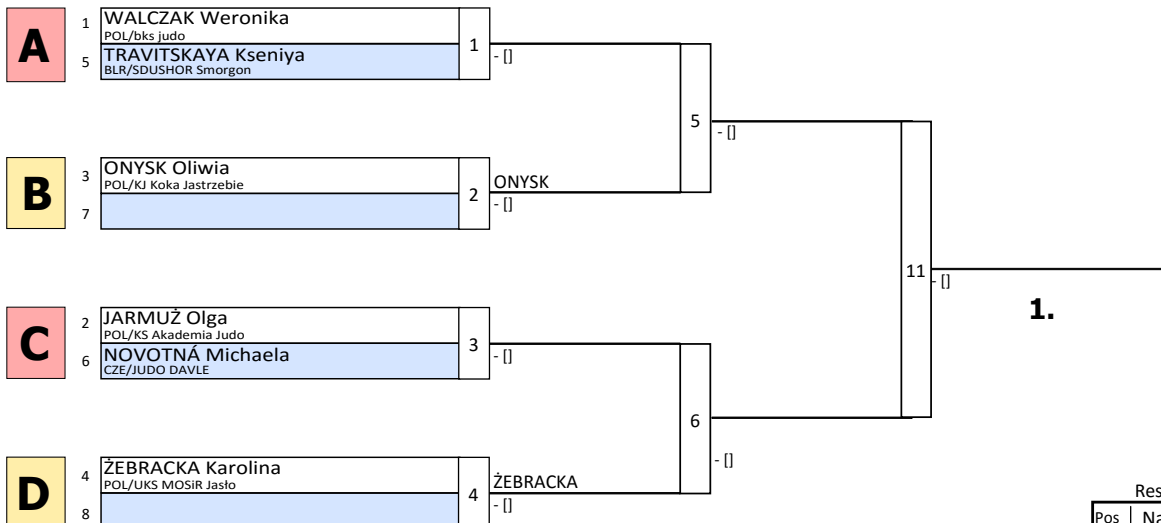 A
1 WALCZAK Weronika
POL/bks judo
1
5 TRAVITSKAYA Kseniya
BLR/SDUSHOR Smorgon
- []
5
- []
B
3 ONYSK Oliwia
POL/KJ Koka Jastrzebie
2
ONYSK
- []
7
11
- []
1.
C
2 JARMUŻ Olga
POL/KS Akademia Judo
3
6 NOVOTNÁ Michaela
CZE/JUDO DAVLE
- []
6
- []
D
4 ŻEBRACKA Karolina
POL/UKS MOSiR Jasło
4
ŻEBRACKA
- []
8
Res
Pos Na